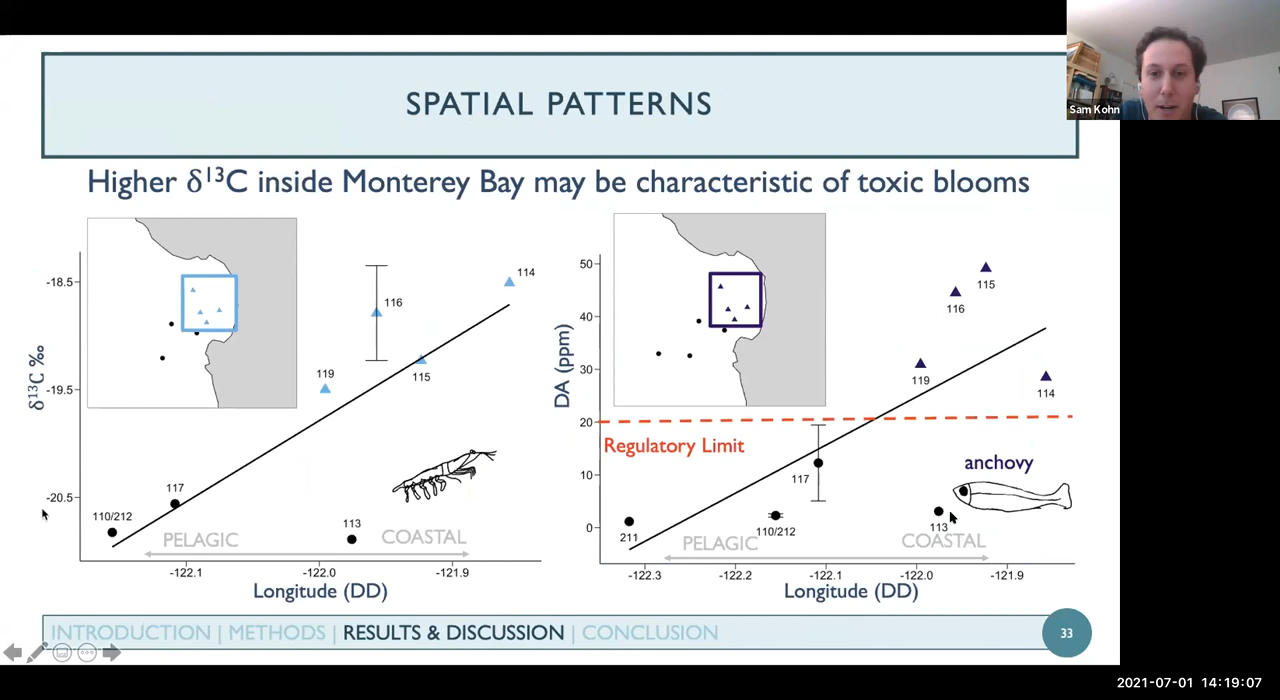 Sam Kohn
SPATIAL PATTERNS
Higher δ¹³C inside Monterey Bay may be characteristic of toxic blooms
δ¹³C ‰
-18.5
-19.5
-20.5
114
116
115
119
117
110/212
113
PELAGIC
COASTAL
-122.1
-122.0
-121.9
Longitude (DD)
DA (ppm)
50
40
30
20
10
0
115
116
119
114
Regulatory Limit
anchovy
117
113
211
110/212
PELAGIC
COASTAL
-122.3
-122.2
-122.1
-122.0
-121.9
Longitude (DD)
INTRODUCTION | METHODS | RESULTS & DISCUSSION | CONCLUSION
33
2021-07-01 14:19:07